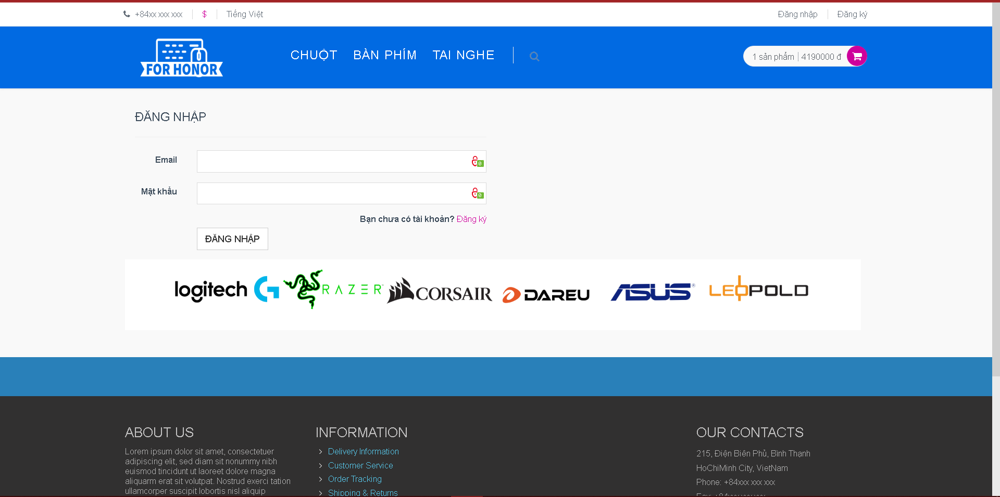 +84xx xxx xxx
$
Tiếng Việt
Đăng nhập
Đăng ký
FOR HONOR
CHUỘT
BÀN PHÍM
TAI NGHE
1 sản phẩm
4190000 đ
ĐĂNG NHẬP
Email
0
Mật khẩu
0
Bạn chưa có tài khoản? Đăng ký
ĐĂNG NHẬP
logitech G
RAZER
CORSAIR
DAREU
ASUS®
LEOPOLD
ABOUT US
Lorem ipsum dolor sit amet, consectetuer
adipiscing elit, sed diam sit nonummy nibh
euismod tincidunt ut laoreet dolore magna
aliquarm erat sit volutpat. Nostrud exerci tation
ullamcorper suscipit lobortis nisl aliquip
INFORMATION
Delivery Information
Customer Service
Order Tracking
Shipping & Returns
OUR CONTACTS
215, Điện Biên Phủ, Bình Thạnh
HoChiMinh City, VietNam
Phone: +84xxx xxx xxx